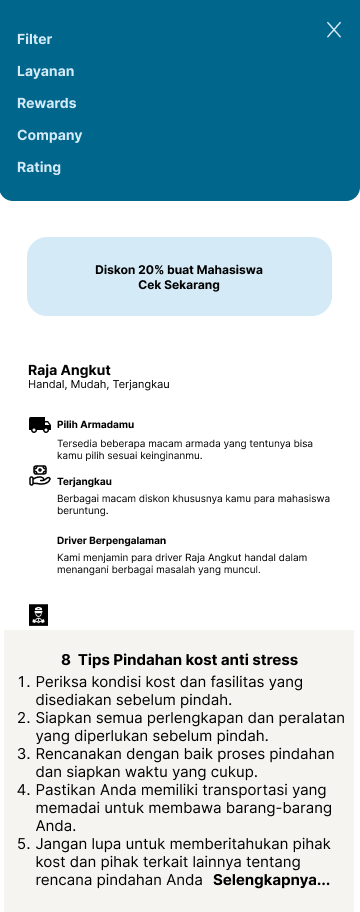 Filter
Layanan
Rewards
Company
Rating
Diskon 20% buat Mahasiswa
Cek Sekarang
Raja Angkut
Handal, Mudah, Terjangkau
Pilih Armadamu
Tersedia beberapa macam armada yang tentunya bisa
kamu pilih sesuai keinginanmu.
Terjangkau
Berbagai macam diskon khususnya kamu para mahasiswa
beruntung.
Driver Berpengalaman
Kami menjamin para driver Raja Angkut handal dalam
menangani berbagai masalah yang muncul.
8 Tips Pindahan kost anti stress
1. Periksa kondisi kost dan fasilitas yang
disediakan sebelum pindah.
2. Siapkan semua perlengkapan dan peralatan
yang diperlukan sebelum pindah.
3. Rencanakan dengan baik proses pindahan
dan siapkan waktu yang cukup.
4. Pastikan Anda memiliki transportasi yang
memadai untuk membawa barang-barang
Anda.
5. Jangan lupa untuk memberitahukan pihak
kost dan pihak terkait lainnya tentang
rencana pindahan Anda Selengkapnya...